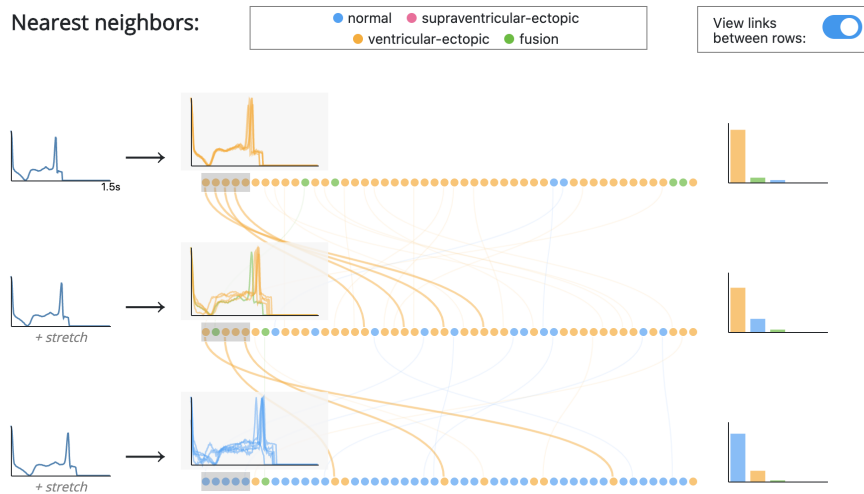 Nearest neighbors:
normal supraventricular-ectopic
ventricular-ectopic fusion
View links
between rows:
1.5s
+ stretch
+ stretch